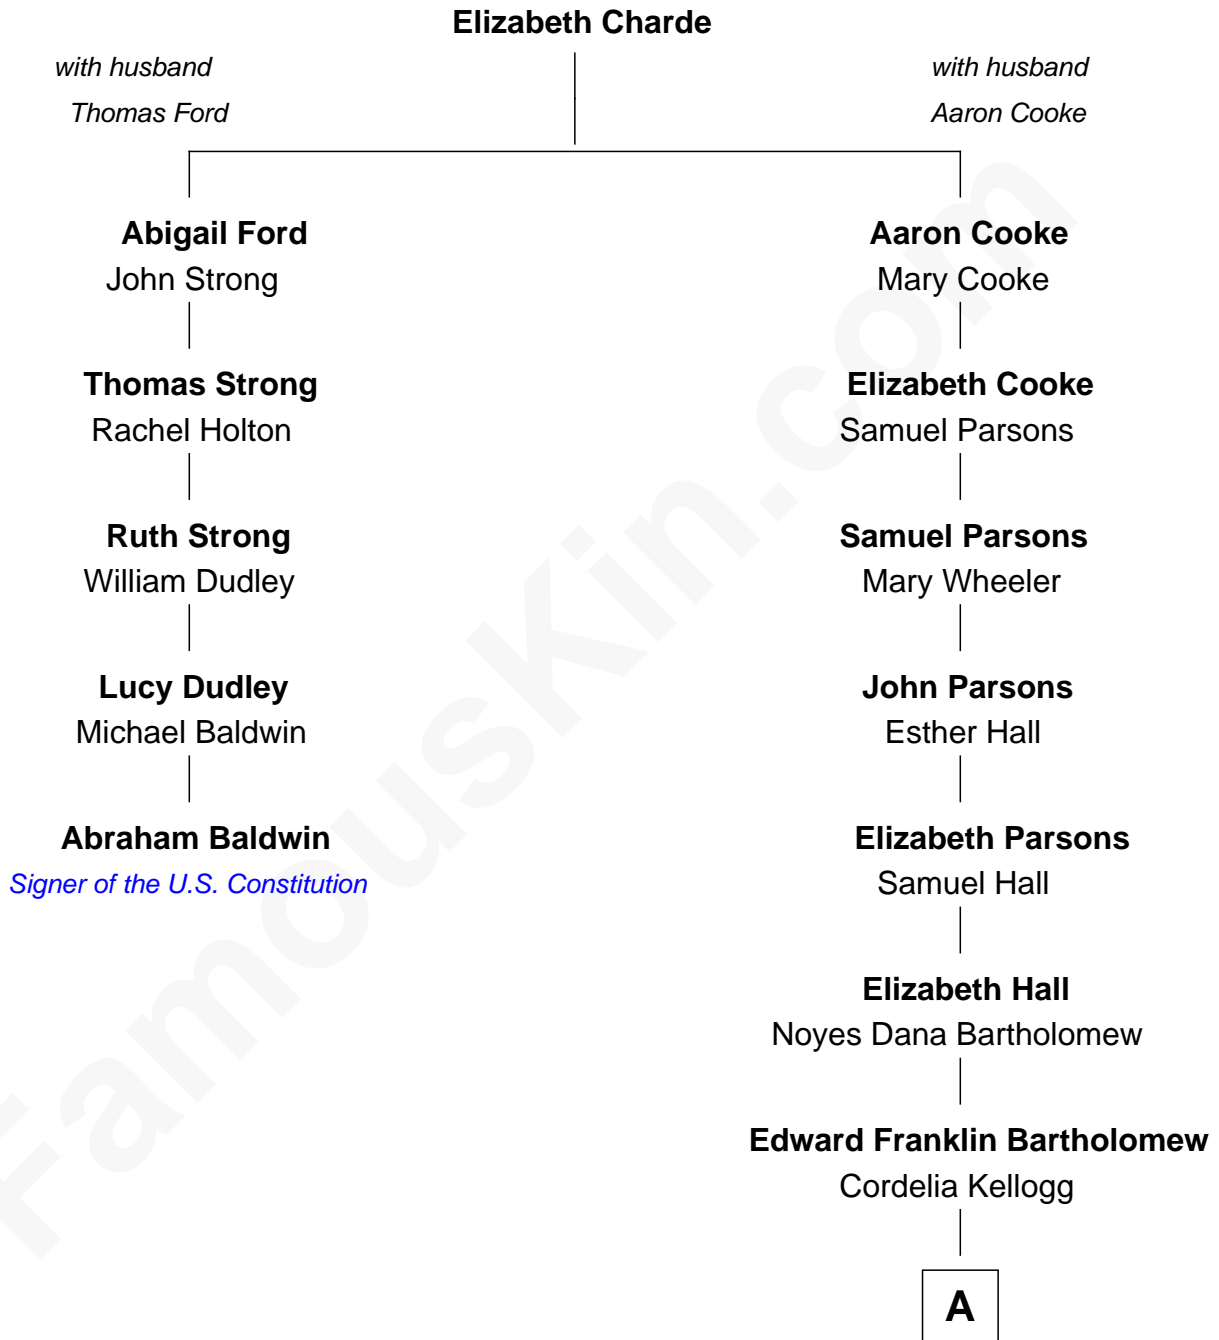 Elizabeth Charde
with husband
Thomas Ford
with husband
Aaron Cooke
Abigail Ford
John Strong
Thomas Strong
Rachel Holton
Ruth Strong
William Dudley
Lucy Dudley
Michael Baldwin
Abraham Baldwin
Signer of the U.S. Constitution
Aaron Cooke
Mary Cooke
Elizabeth Cooke
Samuel Parsons
Samuel Parsons
Mary Wheeler
John Parsons
Esther Hall
Elizabeth Parsons
Samuel Hall
Elizabeth Hall
Noyes Dana Bartholomew
Edward Franklin Bartholomew
Cordelia Kellogg
A
FamousKin.com